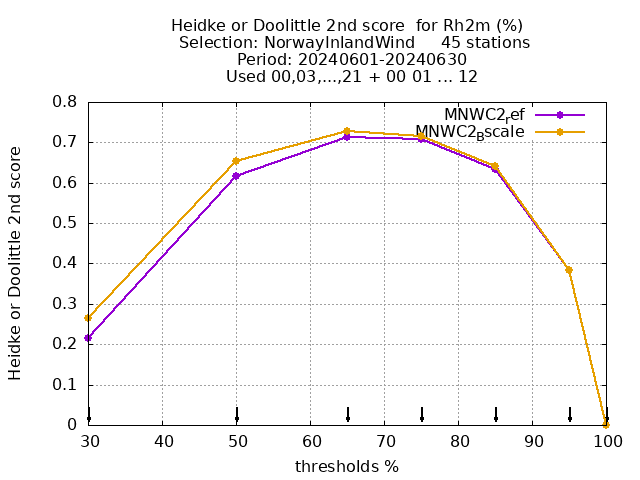 Heidke or Doolittle 2nd score  for Rh2m (%)
Selection: NorwayInlandWind     45 stations
Period: 20240601-20240630
Used 00,03,...,21 + 00 01 ... 12
MNWC2ref
MNWC2Bscale
0.8
0.7
0.6
0.5
0.4
0.3
0.2
0.1
0
Heidke or Doolittle 2nd score
30 40 50 60 70 80 90 100
thresholds %